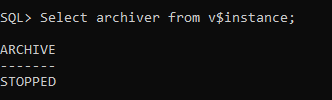 SQL> Select archiver from v$instance;
ARCHIVE
-------
STOPPED